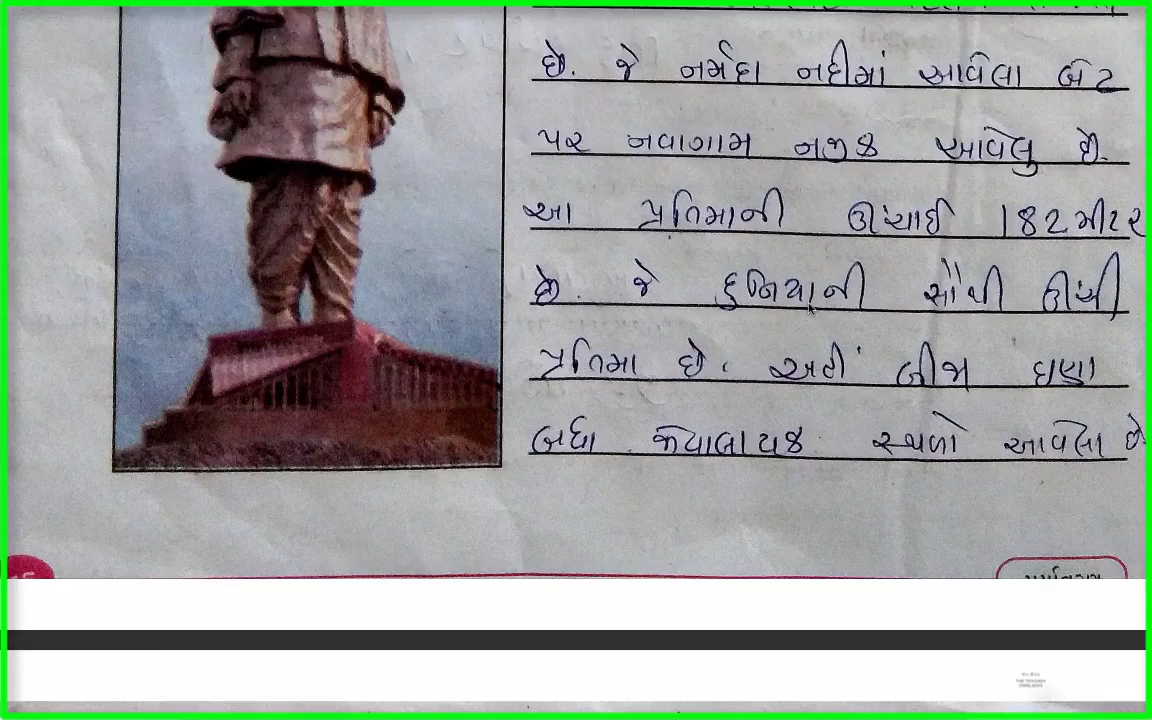 છે. જે નર્મદા નદીમાં આવેલા બેટ
પર નવાગામ નજીક આવેલુ છે.
આ પ્રતિમાની ઊંચાઈ 182 મીટર
છે. જે દુનિયાની સૌથી ઊંચી
પ્રતિમા છે. અહીં બીજા ઘણા
બધા જોવાલાયક સ્થળો આવેલા છે